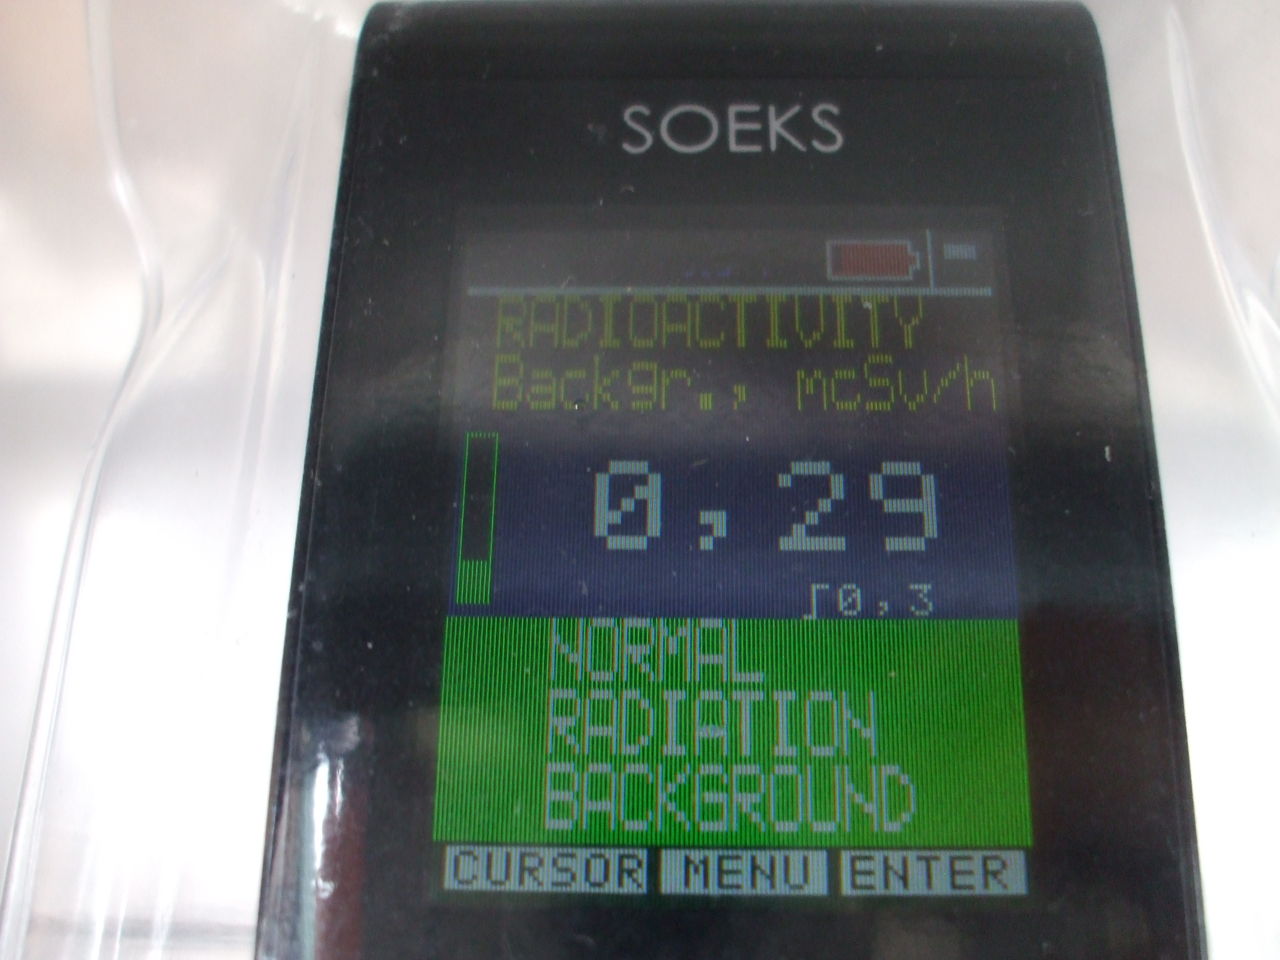 SOEKS
RADIOACTIVITY
Backgr., mcSv/h
0,29
0,3
NORMAL
RADIATION
BACKGROUND
CURSOR MENU ENTER